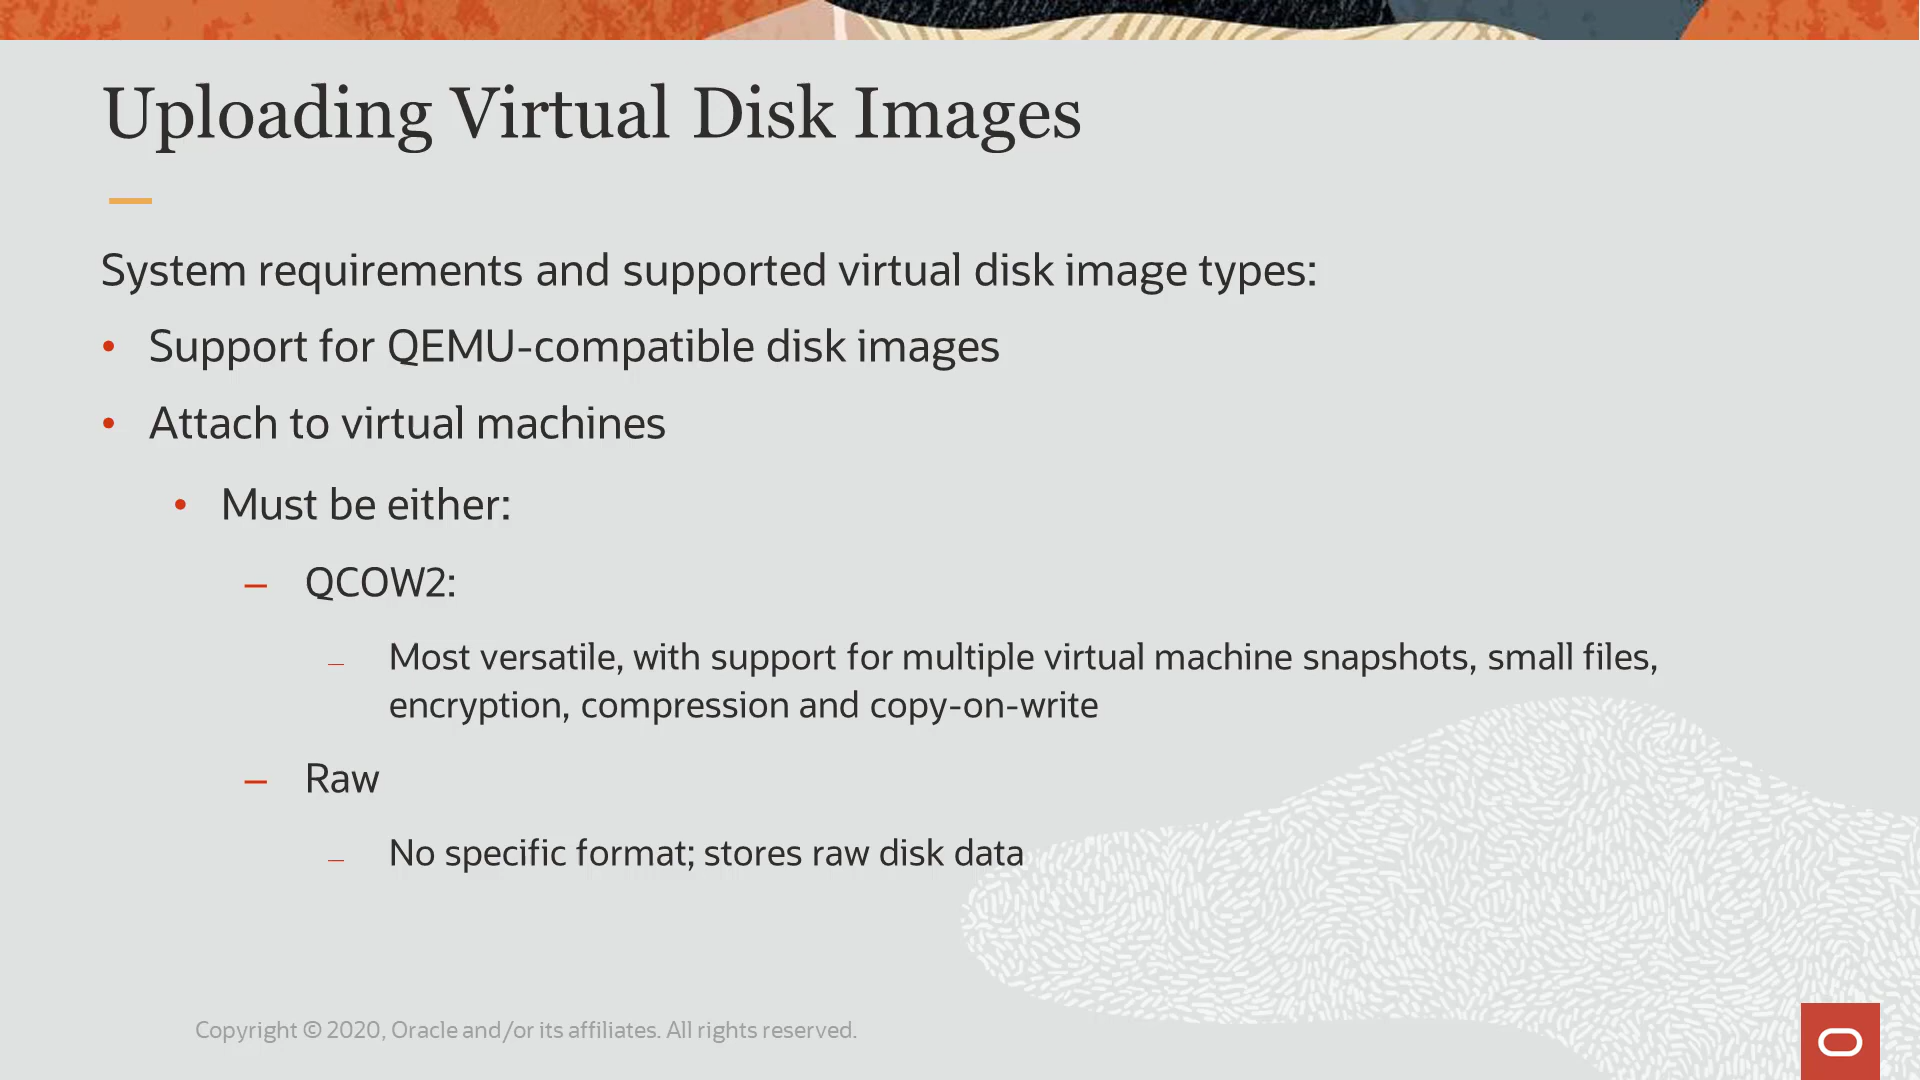 Uploading Virtual Disk Images
System requirements and supported virtual disk image types:
• Support for QEMU-compatible disk images
• Attach to virtual machines
• Must be either:
– QCOW2:
– Most versatile, with support for multiple virtual machine snapshots, small files,
encryption, compression and copy-on-write
– Raw
– No specific format; stores raw disk data
Copyright © 2020, Oracle and/or its affiliates. All rights reserved.